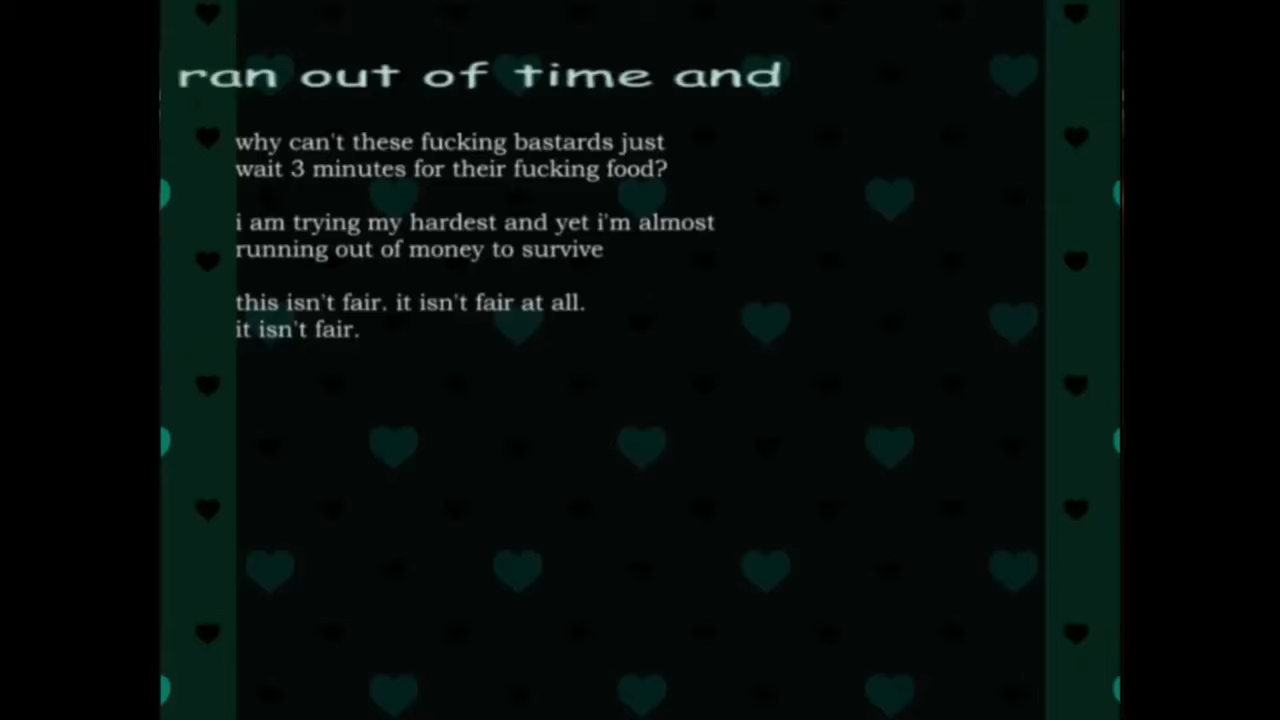 ran out of time and
why can't these fucking bastards just
wait 3 minutes for their fucking food?
i am trying my hardest and yet i'm almost
running out of money to survive
this isn't fair. it isn't fair at all.
it isn't fair.